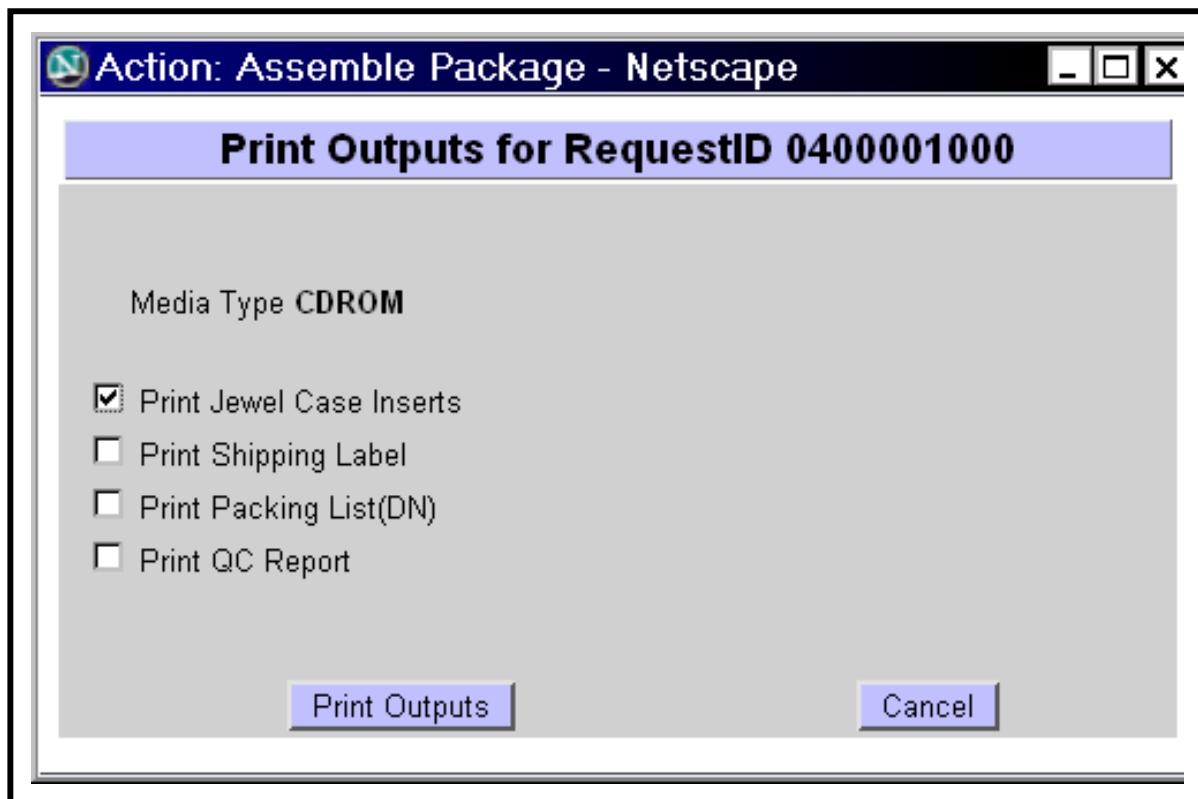 Action: Assemble Package - Netscape
Print Outputs for RequestID 0400001000
Media Type CDROM
Print Jewel Case Inserts
Print Shipping Label
Print Packing List(DN)
Print QC Report
Print Outputs
Cancel